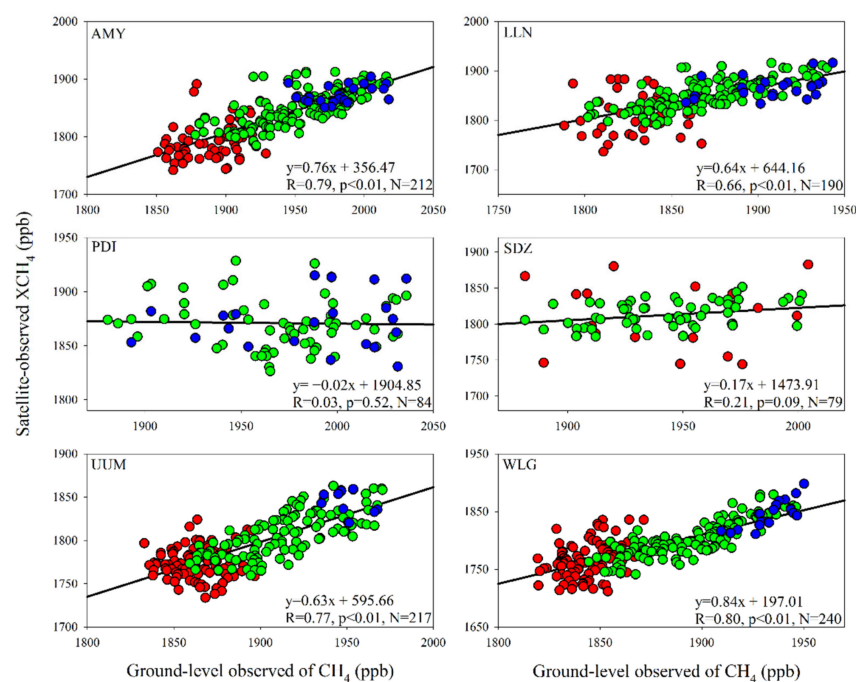 AMY
2000
1900
1800
1700
1800 1850 1900 1950 2000 2050
y=0.76x + 356.47
R=0.79, p<0.01, N=212
LLN
2000
1900
1800
1700
1750 1800 1850 1900 1950
y=0.64x + 644.16
R=0.66, p<0.01, N=190
Satellite-observed XCH4 (ppb)
PDI
1950
1900
1850
1800
1900 1950 2000 2050
y= −0.02x + 1904.85
R=0.03, p=0.52, N=84
SDZ
1900
1850
1800
1750
1700
1900 1950 2000
y=0.17x + 1473.91
R=0.21, p=0.09, N=79
UUM
1900
1850
1800
1750
1700
1800 1850 1900 1950 2000
y=0.63x + 595.66
R=0.77, p<0.01, N=217
WLG
1950
1900
1850
1800
1750
1650
1800 1850 1900 1950
y=0.84x + 197.01
R=0.80, p<0.01, N=240
Ground-level observed of CH4 (ppb)
Ground-level observed of CH4 (ppb)